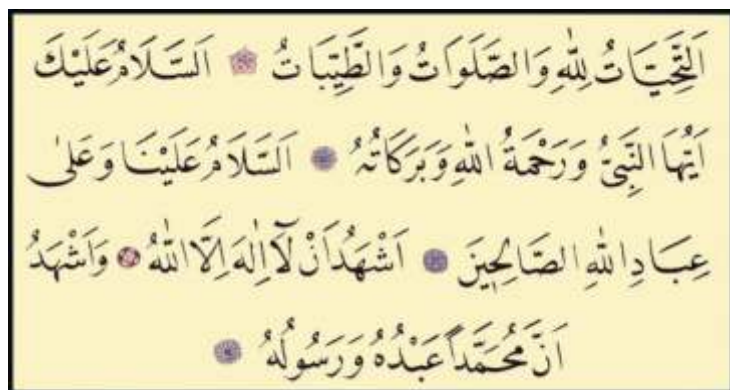 اَلتَّحِيَّاتُ لِلّٰهِ وَالصَّلَوَاتُ وَالطَّيِّبَاتُ اَلسَّلَامُ عَلَيْكَ
اَيُّهَا النَّبِيُّ وَرَحْمَةُ اللّٰهِ وَبَرَكَاتُهُ اَلسَّلَامُ عَلَيْنَا وَعَلٰى
عِبَادِ اللّٰهِ الصَّالِحِينَ اَشْهَدُ اَنْ لَٓا اِلٰهَ اِلَّا اللّٰهُ وَاَشْهَدُ
اَنَّ مُحَمَّداً عَبْدُهُ وَرَسُولُهُ